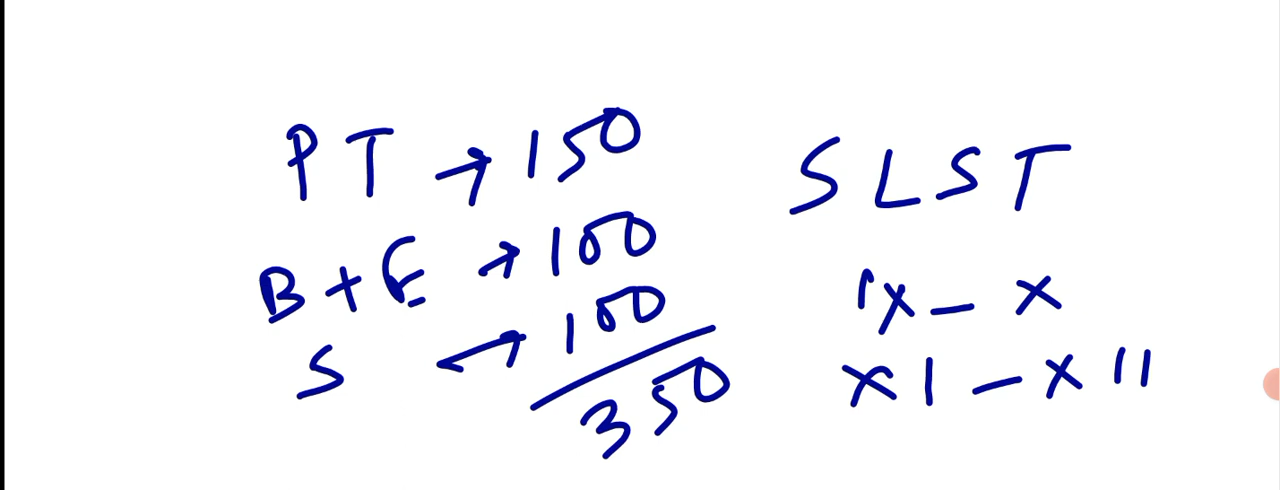 PT → 150
B + E → 100
S → 100
350
SLST
IX - X
XI - XII